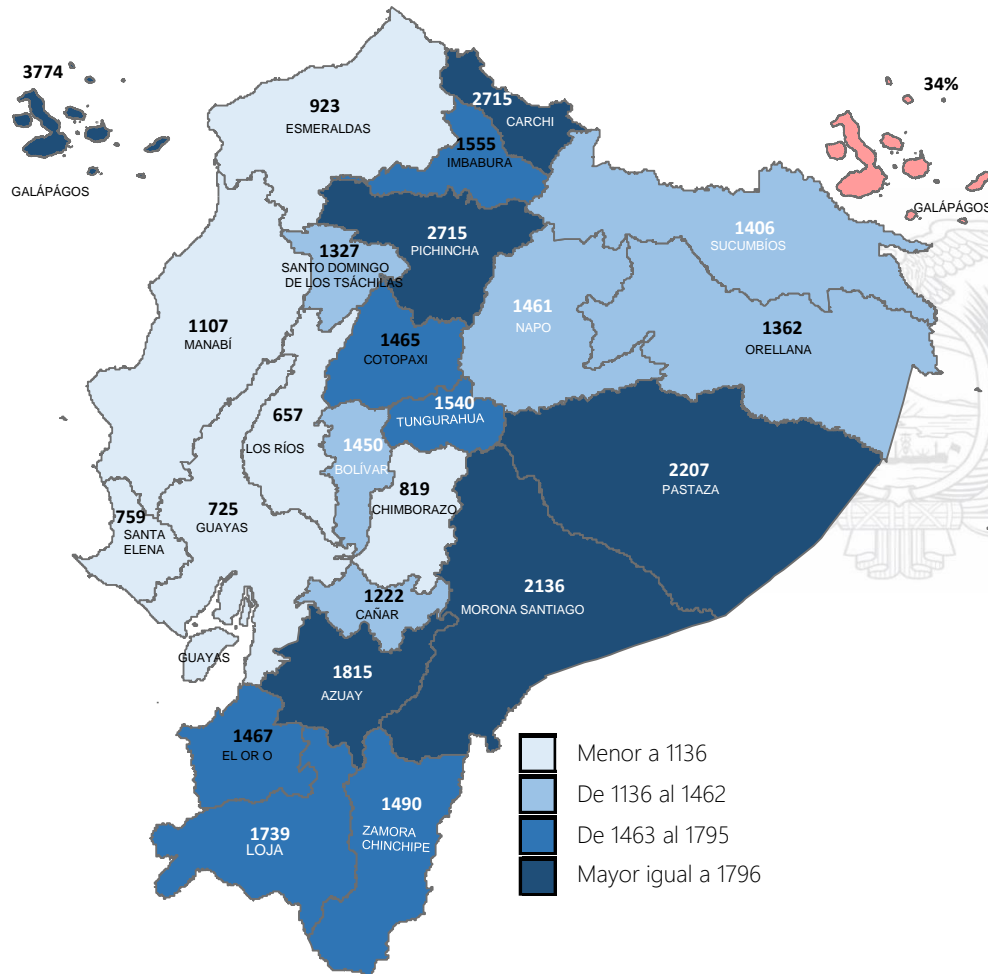 3774
GALÁPÁGOS
34%
GALÁPÁGOS
923
ESMERALDAS
2715
CARCHI
1555
IMBABURA
2715
PICHINCHA
1327
SANTO DOMINGO
DE LOS TSÁCHILAS
1406
SUCUMBÍOS
1461
NAPO
1362
ORELLANA
1107
MANABÍ
1465
COTOPAXI
1540
TUNGURAHUA
657
LOS RÍOS
1450
BOLÍVAR
819
CHIMBORAZO
2207
PASTAZA
759
SANTA
ELENA
725
GUAYAS
2136
MORONA SANTIAGO
1222
CAÑAR
GUAYAS
1815
AZUAY
1467
EL OR O
1490
ZAMORA
CHINCHIPE
1739
LOJA
Menor a 1136
De 1136 al 1462
De 1463 al 1795
Mayor igual a 1796